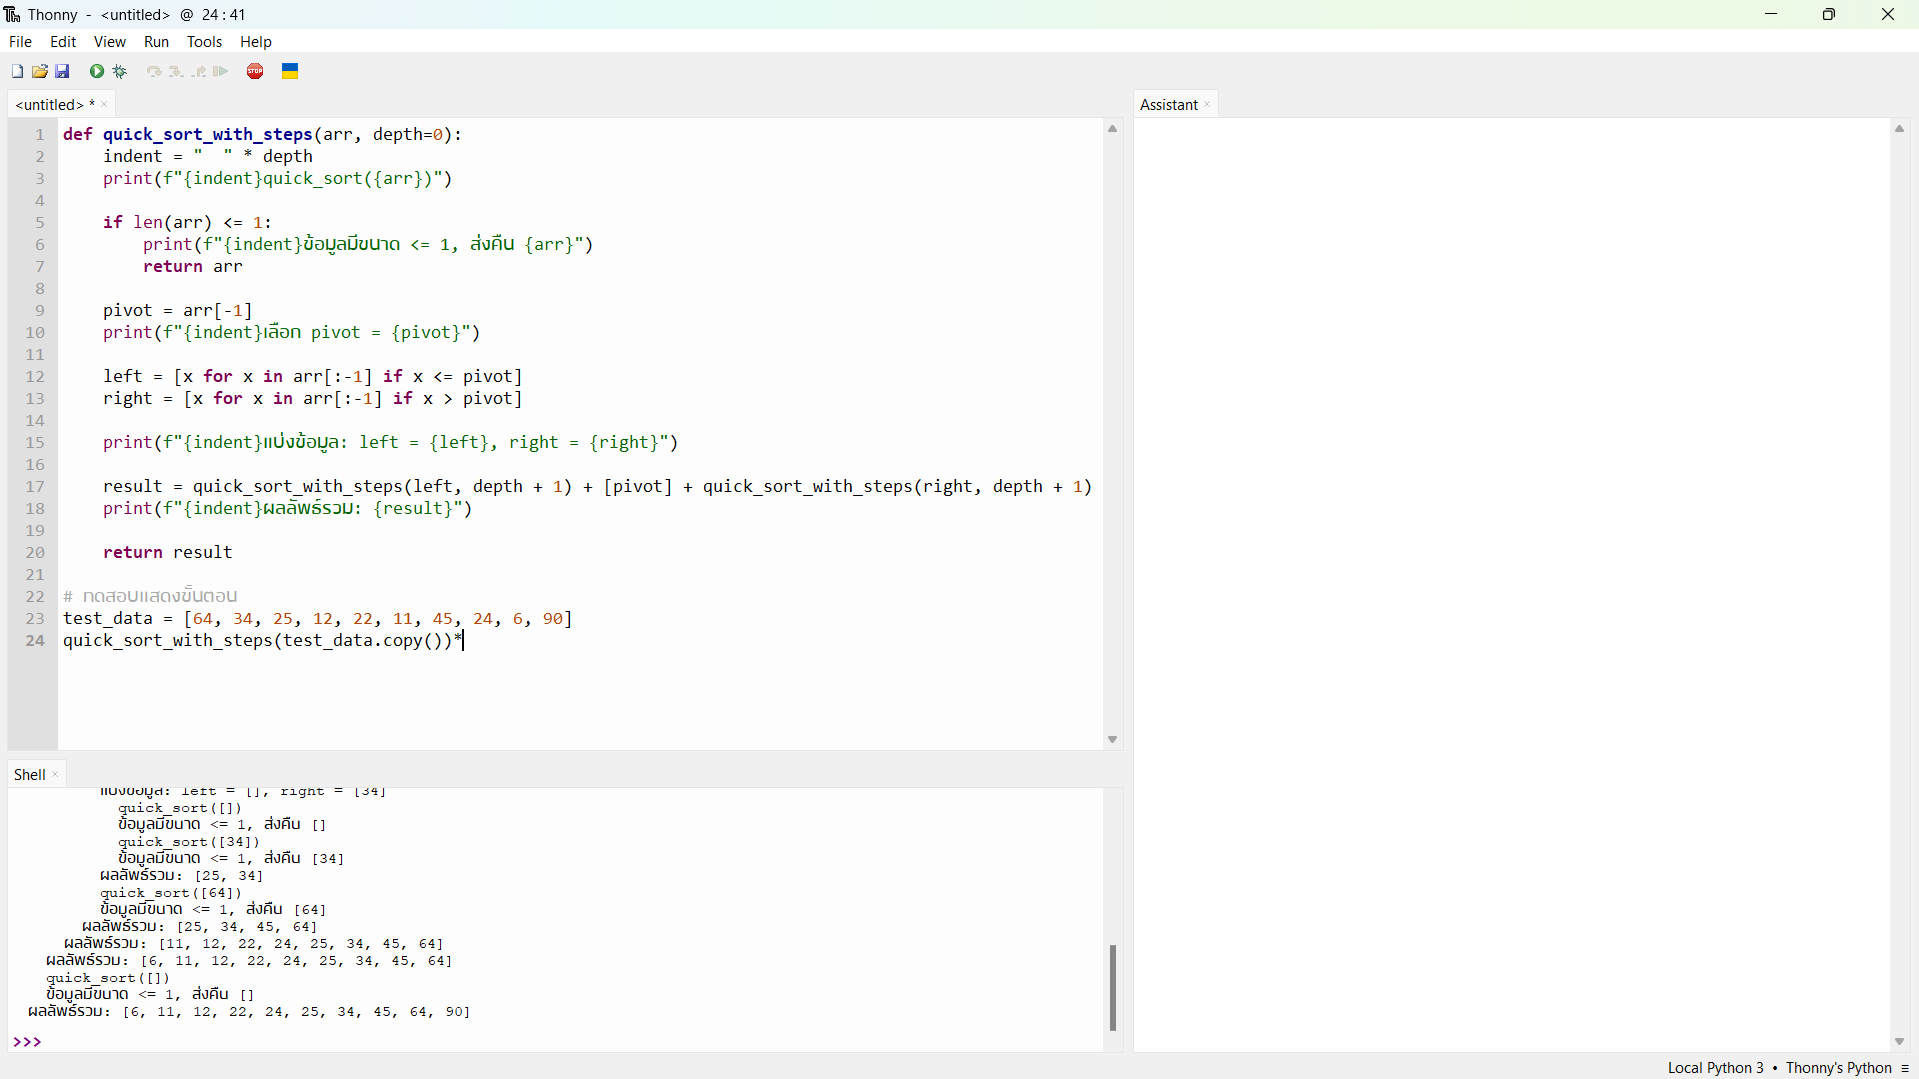 Thonny - <untitled> @ 24:41
File Edit View Run Tools Help
<untitled> *
1 def quick_sort_with_steps(arr, depth=0):
2     indent = "  " * depth
3     print(f"{indent}quick_sort({arr})")
4
5     if len(arr) <= 1:
6         print(f"{indent}ข้อมูลมีขนาด <= 1, ส่งคืน {arr}")
7         return arr
8
9     pivot = arr[-1]
10     print(f"{indent}เลือก pivot = {pivot}")
11
12     left = [x for x in arr[:-1] if x <= pivot]
13     right = [x for x in arr[:-1] if x > pivot]
14
15     print(f"{indent}แบ่งข้อมูล: left = {left}, right = {right}")
16
17     result = quick_sort_with_steps(left, depth + 1) + [pivot] + quick_sort_with_steps(right, depth + 1)
18     print(f"{indent}ผลลัพธ์รวม: {result}")
19
20     return result
21
22 # ทดสอบแสดงขั้นตอน
23 test_data = [64, 34, 25, 12, 22, 11, 45, 24, 6, 90]
24 quick_sort_with_steps(test_data.copy())*
Shell
แบ่งข้อมูล: left = [], right = [34]
quick_sort([])
ข้อมูลมีขนาด <= 1, ส่งคืน []
quick_sort([34])
ข้อมูลมีขนาด <= 1, ส่งคืน [34]
ผลลัพธ์รวม: [25, 34]
quick_sort([64])
ข้อมูลมีขนาด <= 1, ส่งคืน [64]
ผลลัพธ์รวม: [25, 34, 45, 64]
ผลลัพธ์รวม: [11, 12, 22, 24, 25, 34, 45, 64]
ผลลัพธ์รวม: [6, 11, 12, 22, 24, 25, 34, 45, 64]
quick_sort([])
ข้อมูลมีขนาด <= 1, ส่งคืน []
ผลลัพธ์รวม: [6, 11, 12, 22, 24, 25, 34, 45, 64, 90]
>>>
Assistant
Local Python 3 • Thonny's Python ≡